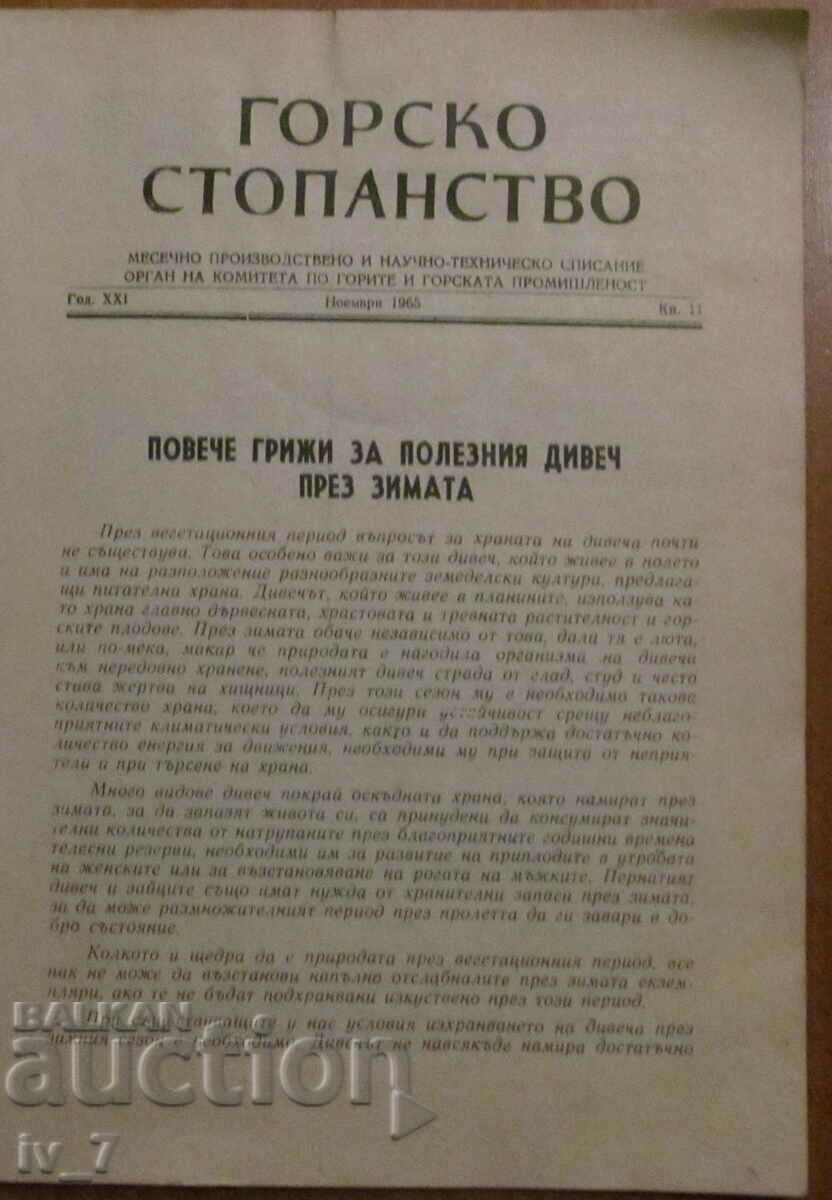 ГОРСКО
СТОПАНСТВО
МЕСЕЧНО ПРОИЗВОДСТВЕНО И НАУЧНО-ТЕХНИЧЕСКО СПИСАНИЕ
ОРГАН НА КОМИТЕТА ПО ГОРИТЕ И ГОРСКАТА ПРОМИШЛЕНОСТ
Год. XXI Ноември 1965 Кн. 11
ПОВЕЧЕ ГРИЖИ ЗА ПОЛЕЗНИЯ ДИВЕЧ
ПРЕЗ ЗИМАТА
През вегетационния период въпросът за храната на дивеча почти
не съществува. Това особено важи за този дивеч, който живее в полето
и има на разположение разнообразните земеделски култури, предлага-
щи питателна храна. Дивечът, който живее в планините, използува ка-
то храна главно дървесната, храстовата и тревната растителност и гор-
ските плодове. През зимата обаче независимо от това, дали тя е люта,
или по-мека, макар че природата е нагодила организма на дивеча
към нередовно хранене, полезният дивеч страда от глад, студ и често
става жертва на хищници. През този сезон му е необходимо такова
количество храна, което да му осигури устойчивост срещу неблаго-
приятните климатически условия, както и да поддържа достатъчно ко-
личество енергия за движения, необходими му при защита от неприя-
тели и при търсене на храна.
Много видове дивеч покрай оскъдната храна, която намират през
зимата, за да запазят живота си, са принудени да консумират значи-
телни количества от натрупаните през благоприятните годишни времена
телесни резерви, необходими им за развитие на приплодите в утробата
на женските или за възстановяване на рогата на мъжките. Пернатият
дивеч и зайците също имат нужда от хранителни запаси през зимата,
за да може размножителният период през пролетта да ги завари в до-
бро състояние.
Колкото и щедра да е природата през вегетационния период, все
пак не може да възстанови напълно отслабналите през зимата екзем-
пляри, ако те не бъдат подхранвани изкуствено през този период.
При съществуващите у нас условия изхранването на дивеча през
зимния сезон е необходимо. Дивечът не навсякъде намира достатъчно
BALKAN
auction
iv_7